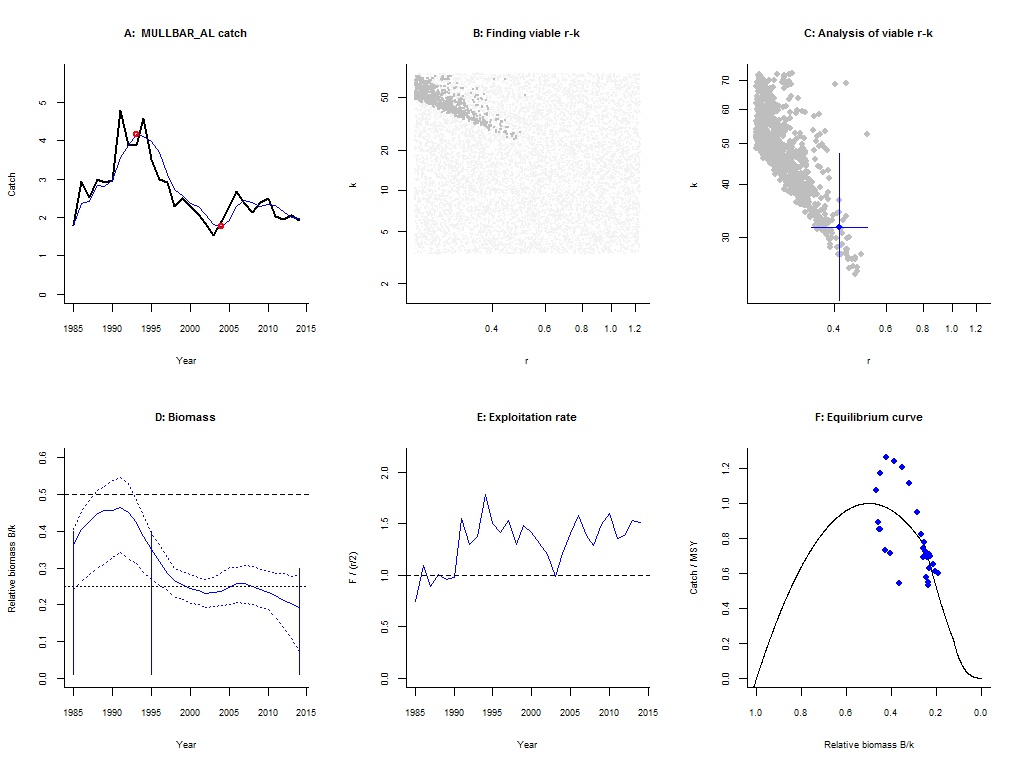 A:  MULLBAR_AL catch
Catch
5
4
3
2
1
0
1985 1990 1995 2000 2005 2010 2015
Year
B: Finding viable r-k
k
50
20
10
5
2
0.4 0.6 0.8 1.0 1.2
r
C: Analysis of viable r-k
k
70
60
50
40
30
0.4 0.6 0.8 1.0 1.2
r
D: Biomass
Relative biomass B/k
0.6
0.5
0.4
0.3
0.2
0.1
0.0
1985 1990 1995 2000 2005 2010 2015
Year
E: Exploitation rate
F / (r/2)
2.0
1.5
1.0
0.5
0.0
1985 1990 1995 2000 2005 2010 2015
Year
F: Equilibrium curve
Catch / MSY
1.2
1.0
0.8
0.6
0.4
0.2
0.0
1.0 0.8 0.6 0.4 0.2 0.0
Relative biomass B/k